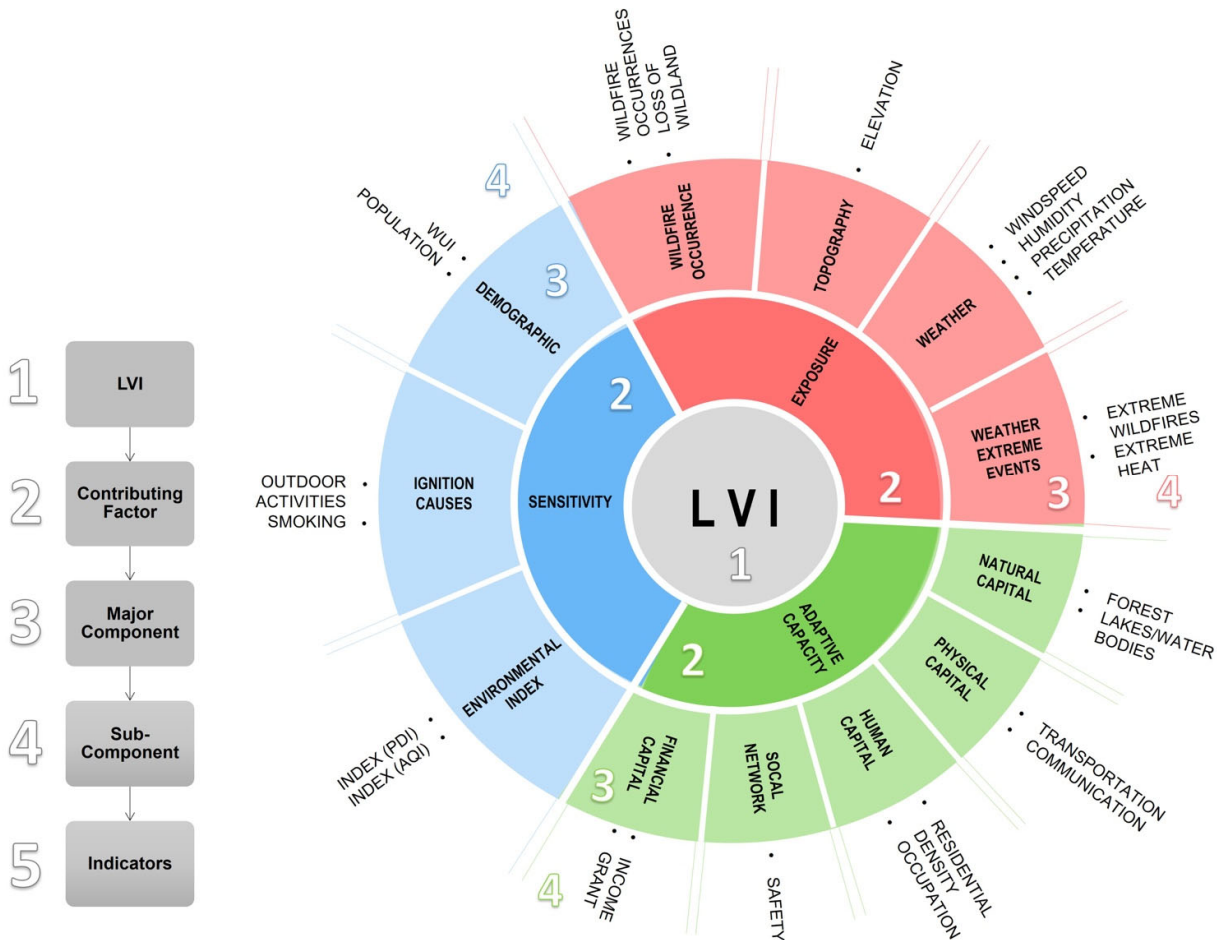 1
LVI
2
Contributing
Factor
3
Major
Component
4
Sub-
Component
5
Indicators
LVI
1
EXPOSURE
2
WILDFIRE
OCCURRENCE
WILDFIRE
OCCURRENCES
LOSS OF
WILDLAND
TOPOGRAPHY
ELEVATION
WEATHER
WINDSPEED
HUMIDITY
PRECIPITATION
TEMPERATURE
WEATHER
EXTREME
EVENTS
3
EXTREME
WILDFIRES
EXTREME
HEAT
4
ADAPTIVE
CAPACITY
2
NATURAL
CAPITAL
FOREST
LAKES/WATER
BODIES
PHYSICAL
CAPITAL
TRANSPORTATION
COMMUNICATION
HUMAN
CAPITAL
RESIDENTIAL
DENSITY
OCCUPATION
SOCAL
NETWORK
SAFETY
FINANCIAL
CAPITAL
3
INCOME
GRANT
4
SENSITIVITY
2
ENVIRONMENTAL
INDEX
INDEX (PDI)
INDEX (AQI)
IGNITION
CAUSES
OUTDOOR
ACTIVITIES
SMOKING
DEMOGRAPHIC
3
WUI
POPULATION
4